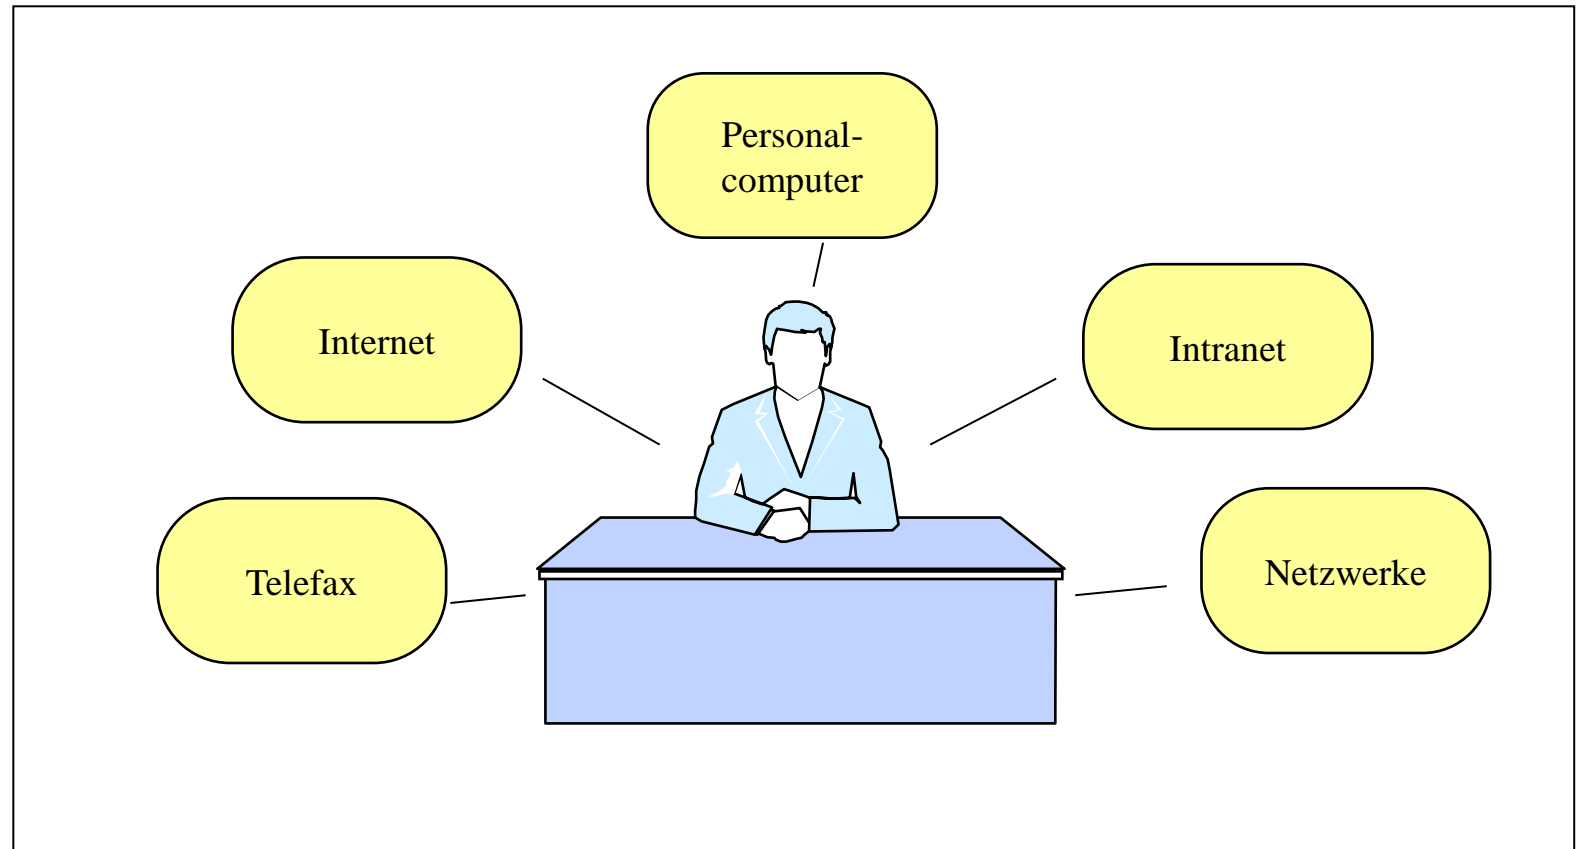 Personal-
computer
Internet
Intranet
Telefax
Netzwerke